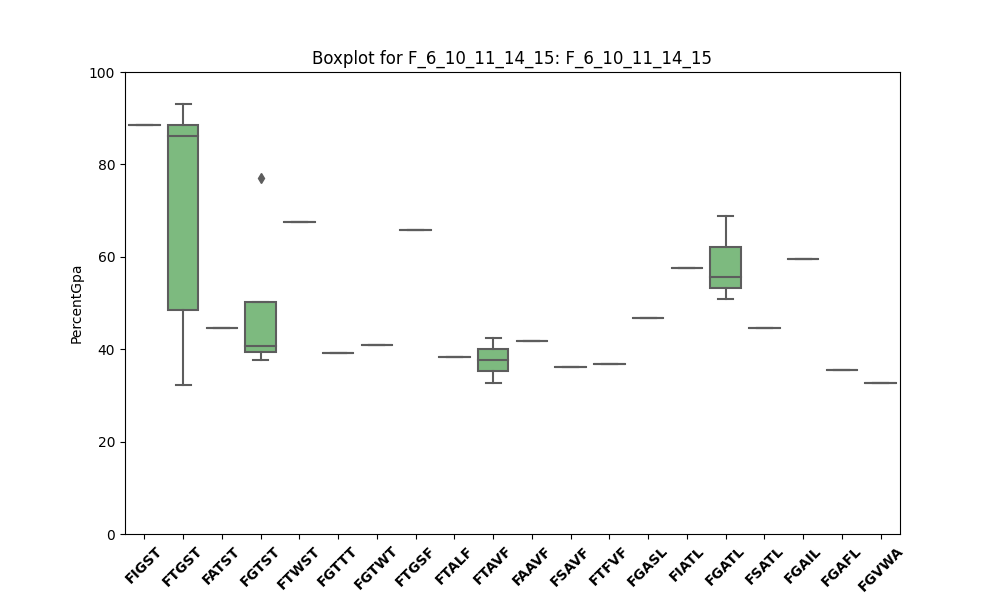 Boxplot for F_6_10_11_14_15: F_6_10_11_14_15
PercentGpa
100
80
60
40
20
0
FIGST FTGST FATST FGTST FTWST FGTTT FGTWT FTGSF FTALF FTAVF FAAVF FSAVF FTFVF FGASL FIATL FGATL FSATL FGAIL FGAFL FGVWA